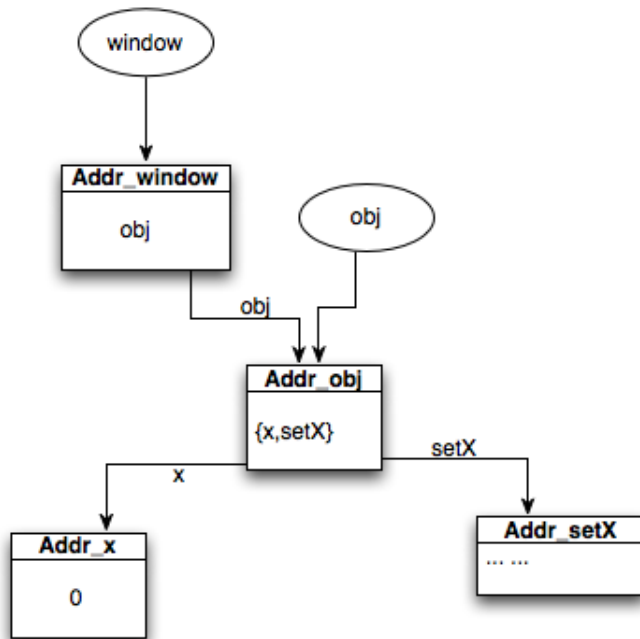 window
Addr_window
obj
obj
obj
Addr_obj
{x,setX}
setX
x
Addr_setX
... ...
Addr_x
0